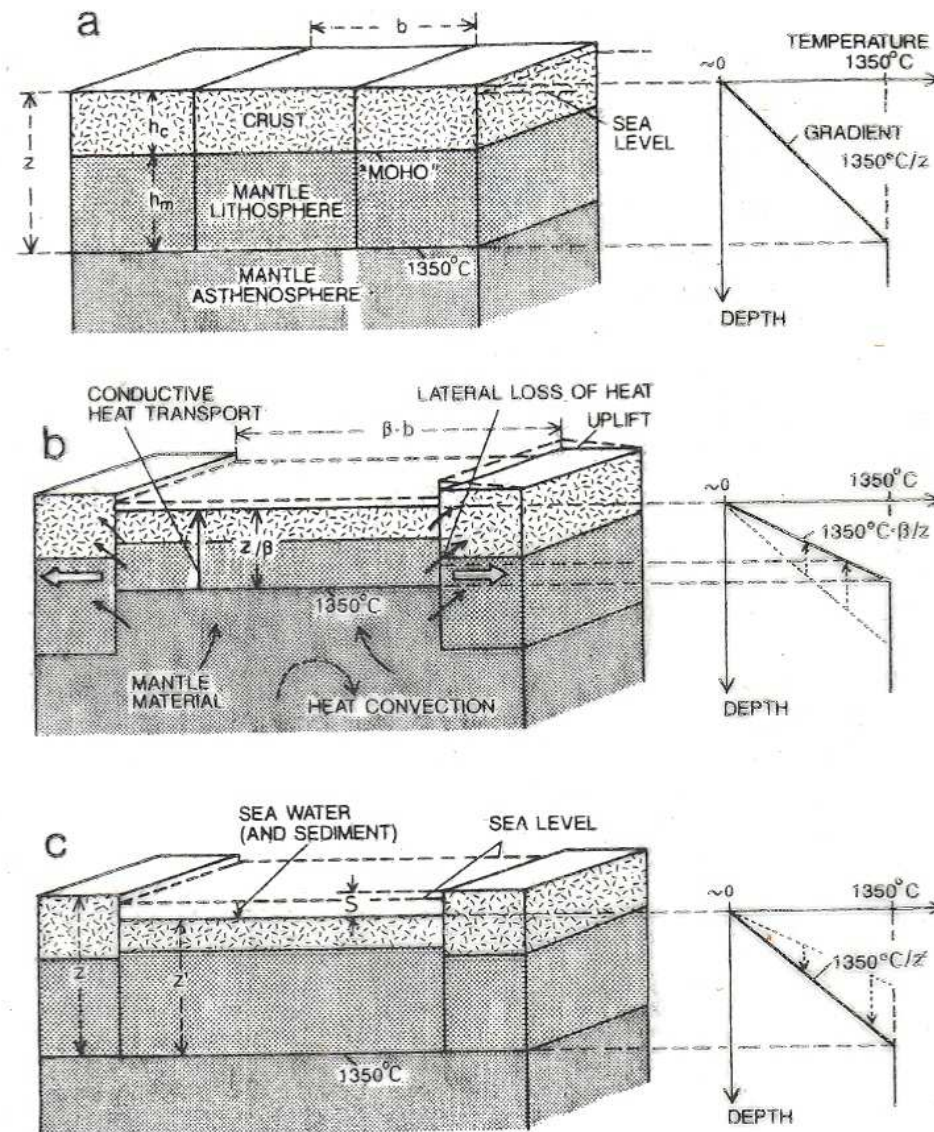 a
b
TEMPERATURE
~0
1350°C
z
hc
CRUST
SEA
LEVEL
GRADIENT
1350°C/z
"MOHO"
hm
MANTLE
LITHOSPHERE
1350°C
MANTLE
ASTHENOSPHERE
DEPTH
CONDUCTIVE
HEAT TRANSPORT
LATERAL LOSS OF HEAT
UPLIFT
b
β·b
~0
1350°C
z/β
1350°C·β/z
1350°C
MANTLE
MATERIAL
HEAT CONVECTION
DEPTH
SEA WATER
(AND SEDIMENT)
SEA LEVEL
c
~0
1350°C
S
z
z'
1350°C/z'
1350°C
DEPTH